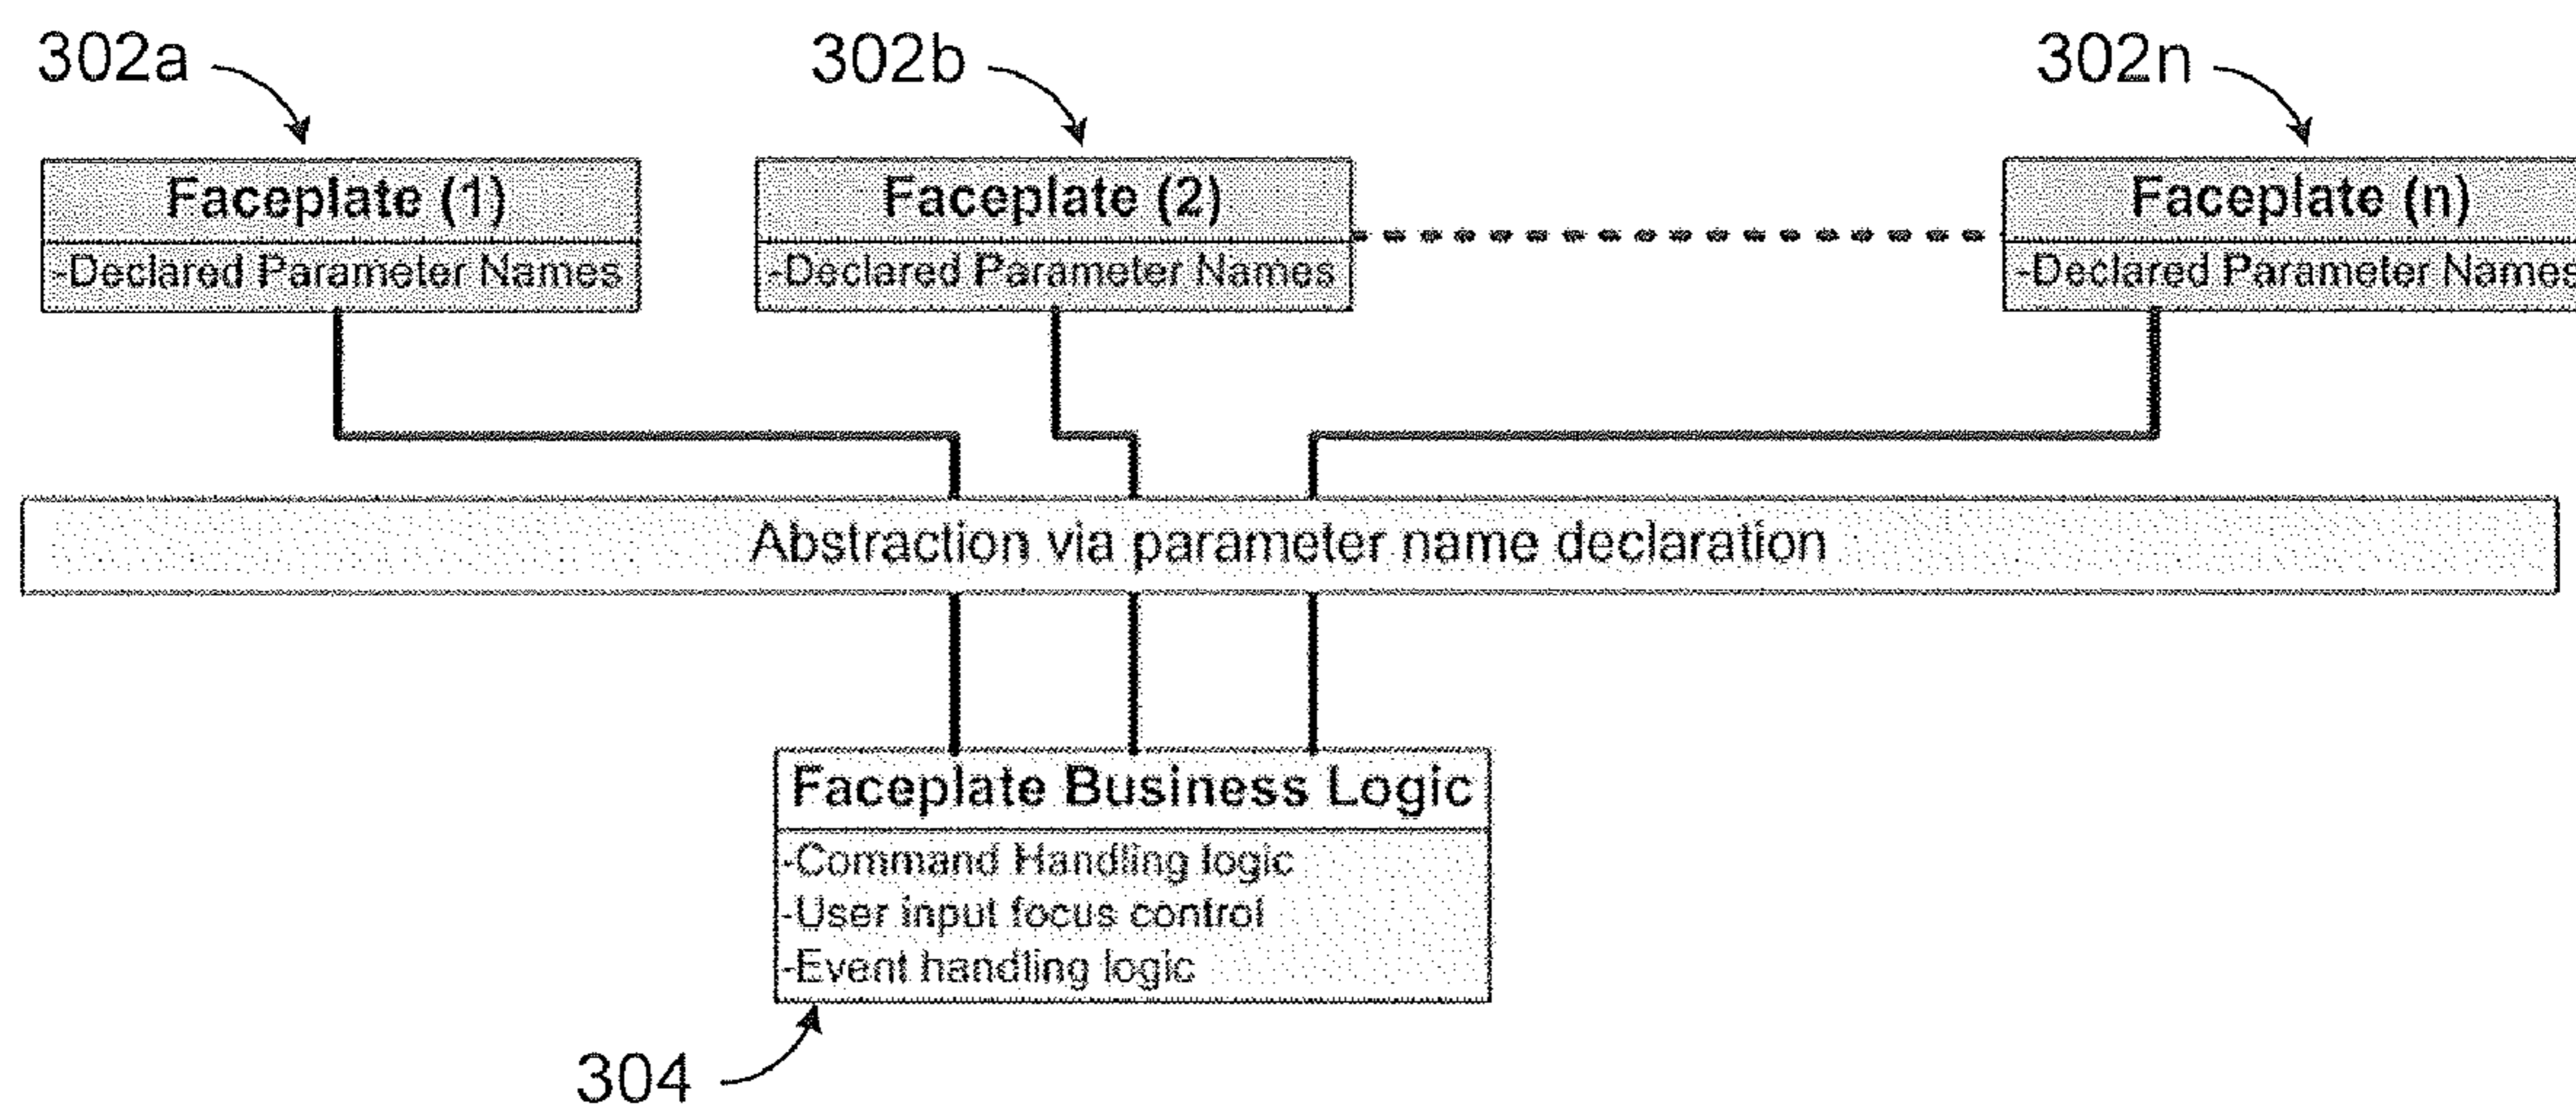 302a
302b
302n
Faceplate (1)
-Declared Parameter Names
Faceplate (2)
-Declared Parameter Names
Faceplate (n)
-Declared Parameter Names
Abstraction via parameter name declaration
Faceplate Business Logic
-Command Handling logic
-User input focus control
-Event handling logic
304